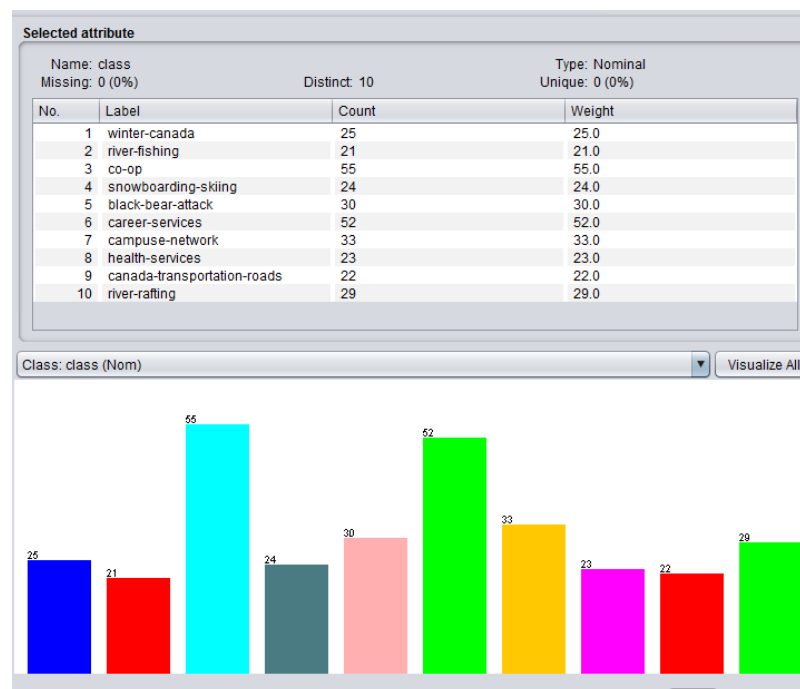 Selected attribute
Name: class Type: Nominal
Missing: 0 (0%) Distinct: 10 Unique: 0 (0%)
No. Label Count Weight
1 winter-canada 25 25.0
2 river-fishing 21 21.0
3 co-op 55 55.0
4 snowboarding-skiing 24 24.0
5 black-bear-attack 30 30.0
6 career-services 52 52.0
7 campuse-network 33 33.0
8 health-services 23 23.0
9 canada-transportation-roads 22 22.0
10 river-rafting 29 29.0
Class: class (Nom) Visualize All
25 21 55 24 30 52 33 23 22 29